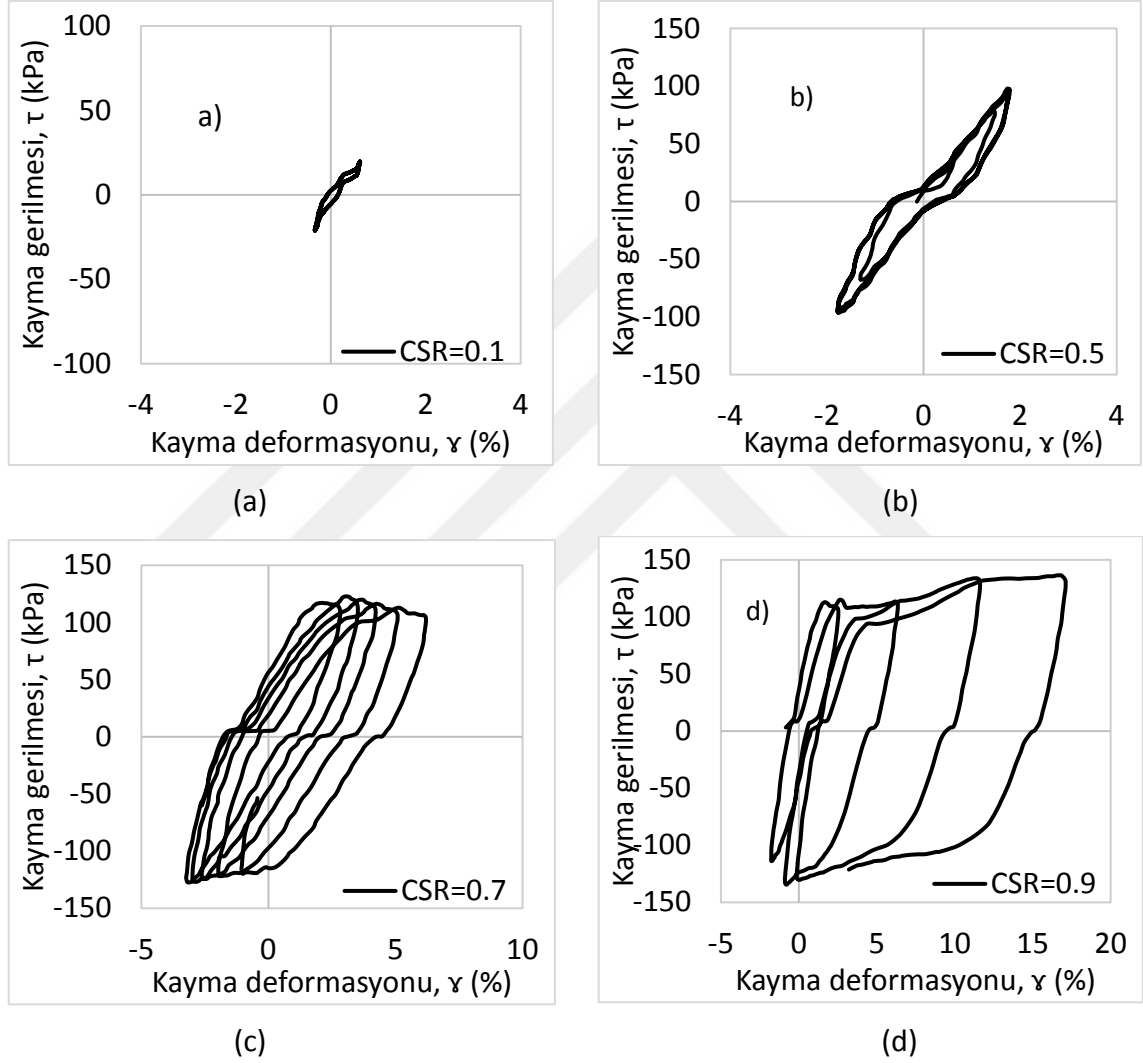 100
50
0
-50
-100
Kayma gerilmesi, τ (kPa)
a)
CSR=0.1
-4 -2 0 2 4
Kayma deformasyonu, ɤ (%)
(a)
150
100
50
0
-50
-100
-150
Kayma gerilmesi, τ (kPa)
b)
CSR=0.5
-4 -2 0 2 4
Kayma deformasyonu, ɤ (%)
(b)
150
100
50
0
-50
-100
-150
Kayma gerilmesi, τ (kPa)
CSR=0.7
-5 0 5 10
Kayma deformasyonu, ɤ (%)
(c)
150
100
50
0
-50
-100
-150
Kayma gerilmesi, τ (kPa)
d)
CSR=0.9
-5 0 5 10 15 20
Kayma deformasyonu, ɤ (%)
(d)